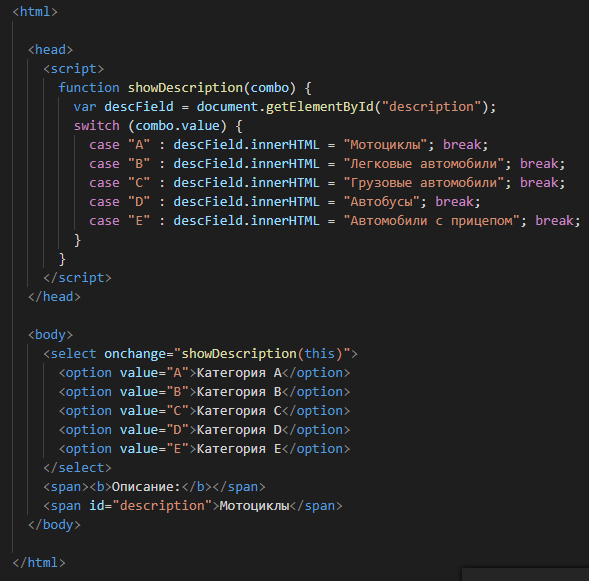 <html>
<head>
<script>
function showDescription(combo) {
var descField = document.getElementById("description");
switch (combo.value) {
case "A" : descField.innerHTML = "Мотоциклы"; break;
case "B" : descField.innerHTML = "Легковые автомобили"; break;
case "C" : descField.innerHTML = "Грузовые автомобили"; break;
case "D" : descField.innerHTML = "Автобусы"; break;
case "E" : descField.innerHTML = "Автомобили с прицепом"; break;
}
}
</script>
</head>
<body>
<select onchange="showDescription(this)">
<option value="A">Категория A</option>
<option value="B">Категория B</option>
<option value="C">Категория C</option>
<option value="D">Категория D</option>
<option value="E">Категория E</option>
</select>
<span><b>Описание:</b></span>
<span id="description">Мотоциклы</span>
</body>
</html>